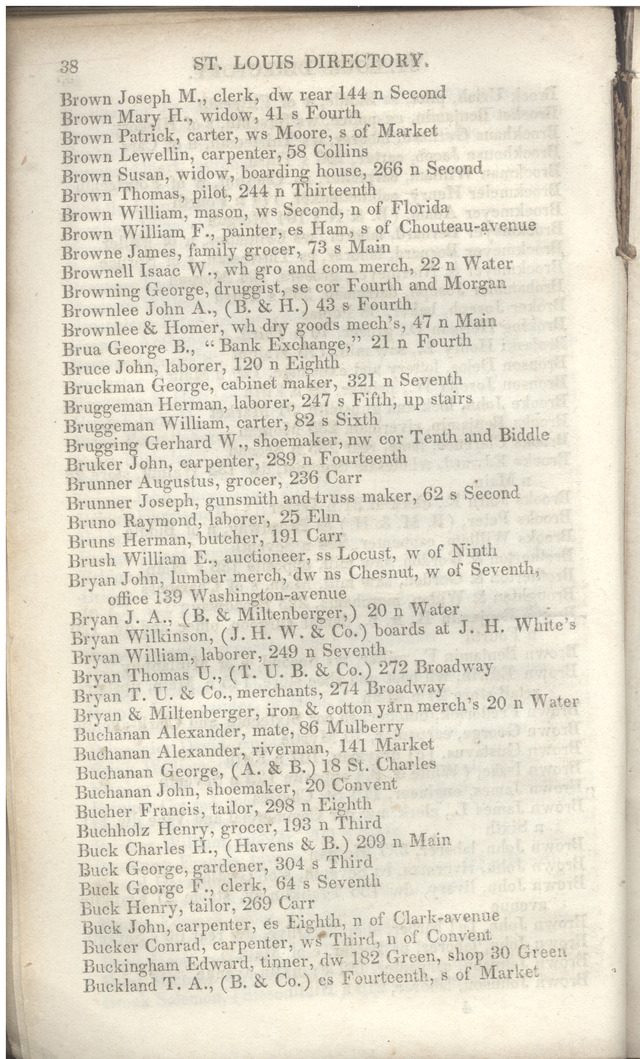 38 ST. LOUIS DIRECTORY.
Brown Joseph M., clerk, dw rear 144 n Second
Brown Mary H., widow, 41 s Fourth
Brown Patrick, carter, ws Moore, s of Market
Brown Lewellin, carpenter, 58 Collins
Brown Susan, widow, boarding house, 266 n Second
Brown Thomas, pilot, 244 n Thirteenth
Brown William, mason, ws Second, n of Florida
Brown William F., painter, es Ham, s of Chouteau-avenue
Browne James, family grocer, 73 s Main
Brownell Isaac W., wh gro and com merch, 22 n Water
Browning George, druggist, se cor Fourth and Morgan
Brownlee John A., (B. & H.) 43 s Fourth
Brownlee & Homer, wh dry goods mech's, 47 n Main
Brua George B., "Bank Exchange," 21 n Fourth
Bruce John, laborer, 120 n Eighth
Bruckman George, cabinet maker, 321 n Seventh
Bruggeman Herman, laborer, 247 s Fifth, up stairs
Bruggeman William, carter, 82 s Sixth
Brugging Gerhard W., shoemaker, nw cor Tenth and Biddle
Bruker John, carpenter, 289 n Fourteenth
Brunner Augustus, grocer, 236 Carr
Brunner Joseph, gunsmith and truss maker, 62 s Second
Bruno Raymond, laborer, 25 Elm
Bruns Herman, butcher, 191 Carr
Brush William E., auctioneer, ss Locust, w of Ninth
Bryan John, lumber merch, dw ns Chesnut, w of Seventh,
office 139 Washington-avenue
Bryan J. A., (B. & Miltenberger,) 20 n Water
Bryan Wilkinson, (J. H. W. & Co.) boards at J. H. White's
Bryan William, laborer, 249 n Seventh
Bryan Thomas U., (T. U. B. & Co.) 272 Broadway
Bryan T. U. & Co., merchants, 274 Broadway
Bryan & Miltenberger, iron & cotton yarn merch's 20 n Water
Buchanan Alexander, mate, 86 Mulberry
Buchanan Alexander, riverman, 141 Market
Buchanan George, (A. & B.) 18 St. Charles
Buchanan John, shoemaker, 20 Convent
Bucher Francis, tailor, 298 n Eighth
Buchholz Henry, grocer, 193 n Third
Buck Charles H., (Havens & B.) 209 n Main
Buck George, gardener, 304 s Third
Buck George F., clerk, 64 s Seventh
Buck Henry, tailor, 269 Carr
Buck John, carpenter, es Eighth, n of Clark-avenue
Bucker Conrad, carpenter, ws Third, n of Convent
Buckingham Edward, tinner, dw 182 Green, shop 30 Green
Buckland T. A., (B. & Co.) es Fourteenth, s of Market